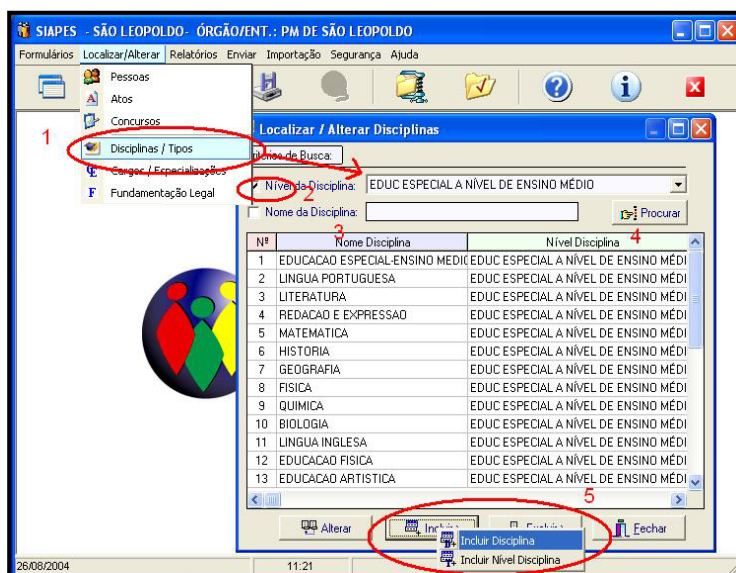 SIAPES - SÃO LEOPOLDO- ÓRGÃO/ENT.: PM DE SÃO LEOPOLDO
Formulários Localizar/Alterar Relatórios Enviar Importação Segurança Ajuda
Pessoas
Atos
Concursos
1
Disciplinas / Tipos
Cargos / Especializações
Fundamentação Legal
Localizar / Alterar Disciplinas
de Busca:
Nível da Disciplina: EDUC ESPECIAL A NÍVEL DE ENSINO MÉDIO
2
Nome da Disciplina: Procurar
3 4
Nº Nome Disciplina Nível Disciplina
1 EDUCACAO ESPECIAL-ENSINO MEDIO EDUC ESPECIAL A NÍVEL DE ENSINO MÉDI
2 LINGUA PORTUGUESA EDUC ESPECIAL A NÍVEL DE ENSINO MÉDI
3 LITERATURA EDUC ESPECIAL A NÍVEL DE ENSINO MÉDI
4 REDACAO E EXPRESSAO EDUC ESPECIAL A NÍVEL DE ENSINO MÉDI
5 MATEMATICA EDUC ESPECIAL A NÍVEL DE ENSINO MÉDI
6 HISTORIA EDUC ESPECIAL A NÍVEL DE ENSINO MÉDI
7 GEOGRAFIA EDUC ESPECIAL A NÍVEL DE ENSINO MÉDI
8 FISICA EDUC ESPECIAL A NÍVEL DE ENSINO MÉDI
9 QUIMICA EDUC ESPECIAL A NÍVEL DE ENSINO MÉDI
10 BIOLOGIA EDUC ESPECIAL A NÍVEL DE ENSINO MÉDI
11 LINGUA INGLESA EDUC ESPECIAL A NÍVEL DE ENSINO MÉDI
12 EDUCACAO FISICA EDUC ESPECIAL A NÍVEL DE ENSINO MÉDI
13 EDUCACAO ARTISTICA EDUC ESPECIAL A NÍVEL DE ENSINO MÉDI
5
Alterar Fechar
Incluir Disciplina
Incluir Nível Disciplina
26/08/2004 11:21